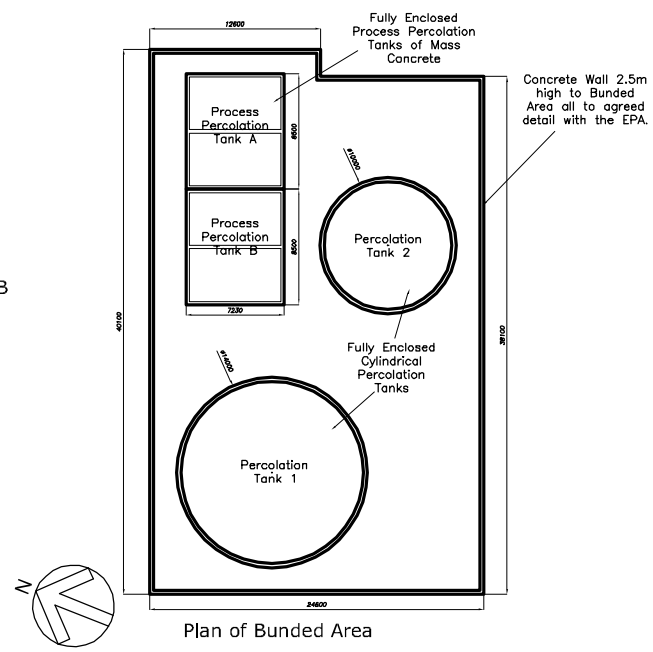 12600
Fully Enclosed
Process Percolation
Tanks of Mass
Concrete
Concrete Wall 2.5m
high to Bunded
Area all to agreed
detail with the EPA.
Process
Percolation
Tank A
8500
Process
Percolation
Tank B
8500
7230
ø10000
Percolation
Tank 2
B
40100
38100
Fully Enclosed
Cylindrical
Percolation
Tanks
ø14000
Percolation
Tank 1
N
24600
Plan of Bunded Area